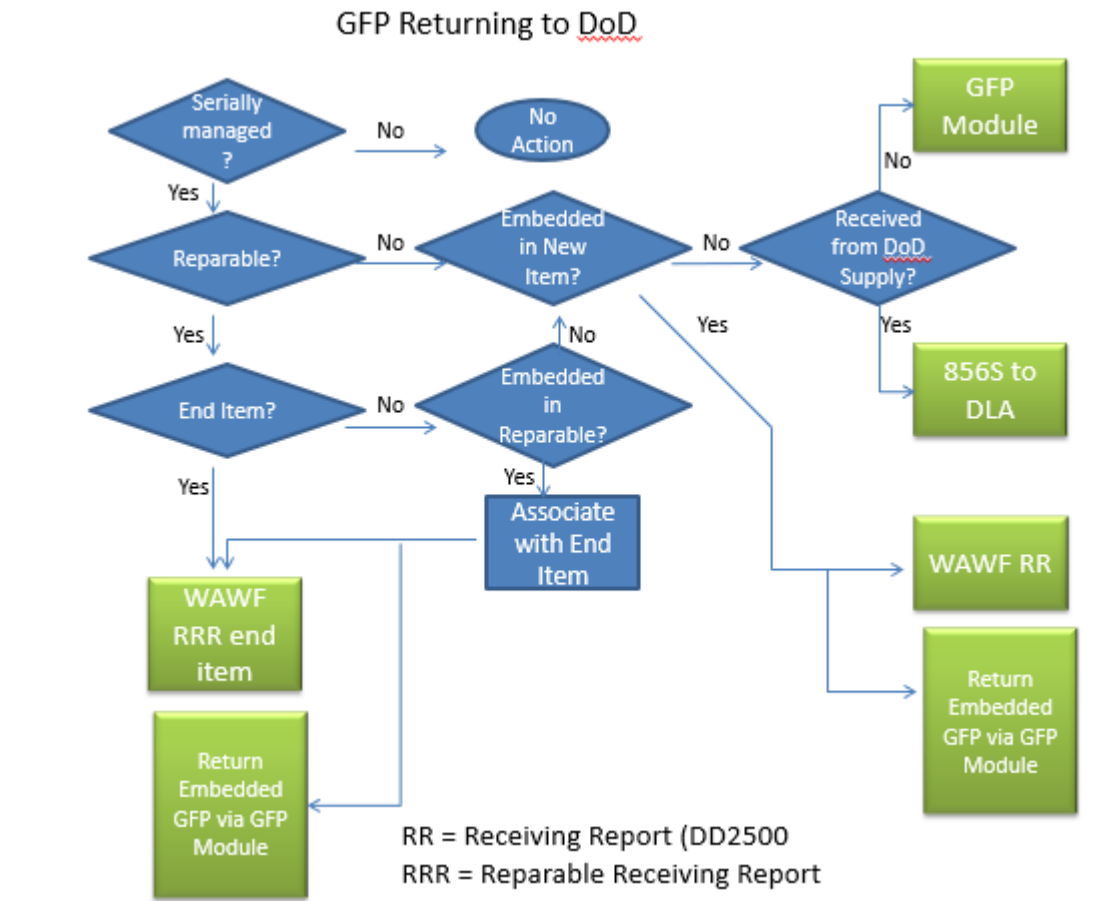 GFP Returning to DoD
Serially
managed
?
No
No
Action
GFP
Module
No
Yes
Reparable?
No
Embedded
in New
Item?
No
Received
from DoD
Supply?
Yes
Yes
Yes
856S to
DLA
End Item?
No
No
Embedded
in
Reparable?
Yes
Yes
Associate
with End
Item
WAWF RR
WAWF
RRR end
item
Return
Embedded
GFP via GFP
Module
Return
Embedded
GFP via GFP
Module
RR = Receiving Report (DD2500
RRR = Reparable Receiving Report